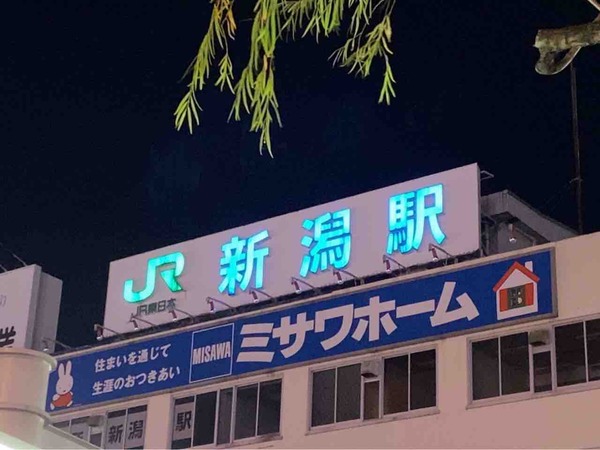 JR 新潟駅
JR東日本
住まいを通じて
生涯のおつきあい
MISAWA
ミサワホーム
新潟駅